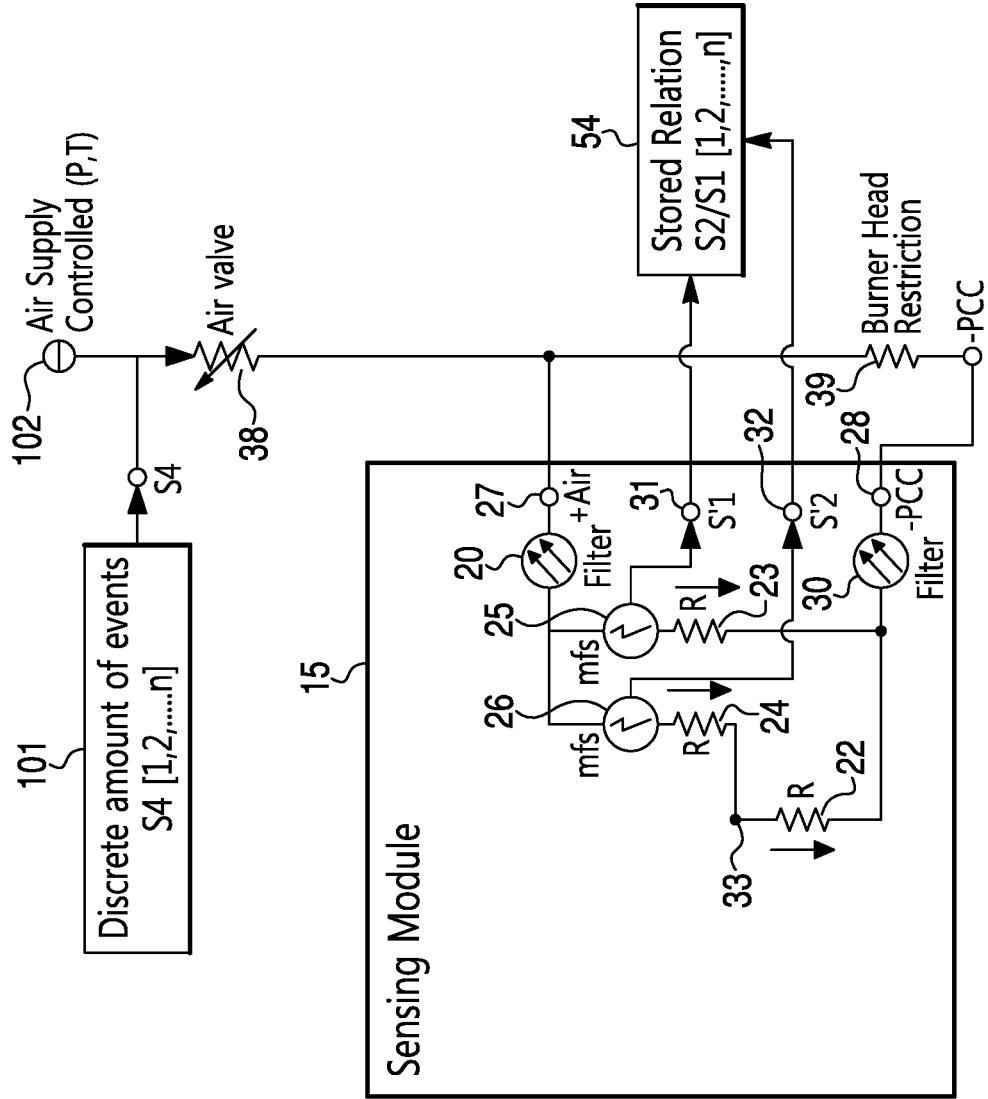 102
Air Supply
Controlled (P,T)
101
Discrete amount of events
S4 [1,2,.....n]
S4
Air valve
38
54
Stored Relation
S2/S1 [1,2,.....,n]
15
Sensing Module
27
+Air
20
Filter
25
mfs
26
mfs
31
S'1
R
23
32
S'2
R
24
R
22
33
28
-PCC
30
Filter
Burner Head
Restriction
39
-PCC